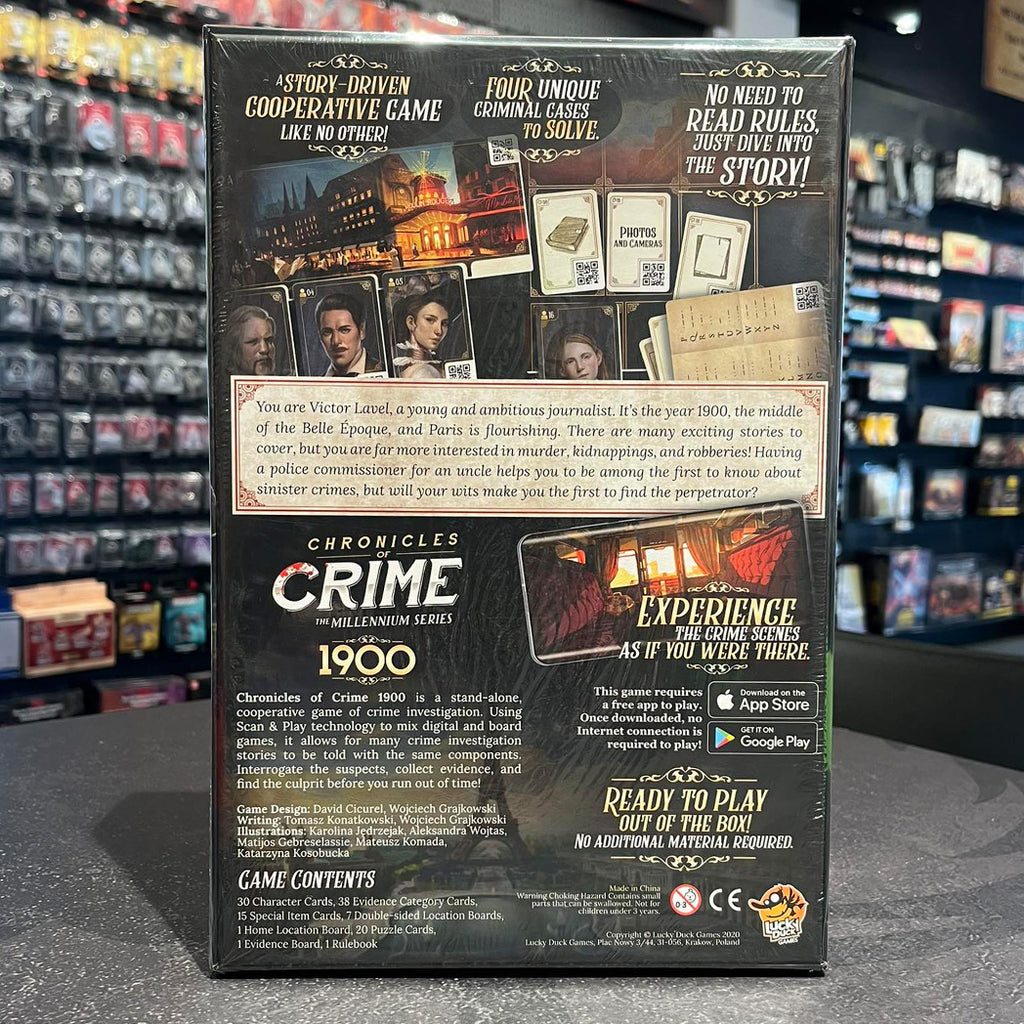 A STORY-DRIVEN
COOPERATIVE GAME
LIKE NO OTHER!
FOUR UNIQUE
CRIMINAL CASES
TO SOLVE.
NO NEED TO
READ RULES,
JUST DIVE INTO
THE STORY!
PHOTOS
AND CAMERAS
04
05
16
You are Victor Lavel, a young and ambitious journalist. It's the year 1900, the middle
of the Belle Époque, and Paris is flourishing. There are many exciting stories to
cover, but you are far more interested in murder, kidnappings, and robberies! Having
a police commissioner for an uncle helps you to be among the first to know about
sinister crimes, but will your wits make you the first to find the perpetrator?
CHRONICLES
OF
CRIME
THE MILLENNIUM SERIES
1900
EXPERIENCE
THE CRIME SCENES
AS IF YOU WERE THERE.
Chronicles of Crime 1900 is a stand-alone,
cooperative game of crime investigation. Using
Scan & Play technology to mix digital and board
games, it allows for many crime investigation
stories to be told with the same components.
Interrogate the suspects, collect evidence, and
find the culprit before you run out of time!
This game requires
a free app to play.
Once downloaded, no
Internet connection is
required to play!
Download on the
App Store
GET IT ON
Google Play
Game Design: David Cicurel, Wojciech Grajkowski
Writing: Tomasz Konatkowski, Wojciech Grajkowski
Illustrations: Karolina Jędrzejak, Aleksandra Wojtas,
Matijos Gebreselassie, Mateusz Komada,
Katarzyna Kosobucka
READY TO PLAY
OUT OF THE BOX!
NO ADDITIONAL MATERIAL REQUIRED.
GAME CONTENTS
30 Character Cards, 38 Evidence Category Cards,
15 Special Item Cards, 7 Double-sided Location Boards,
1 Home Location Board, 20 Puzzle Cards,
1 Evidence Board, 1 Rulebook
Made in China
Warning Choking Hazard Contains small
parts that can be swallowed. Not for
children under 3 years.
0-3
CE
LUCKY
DUCK
GAMES
Copyright © Lucky Duck Games 2020
Lucky Duck Games, Plac Nowy 3/44, 31-056, Krakow, Poland